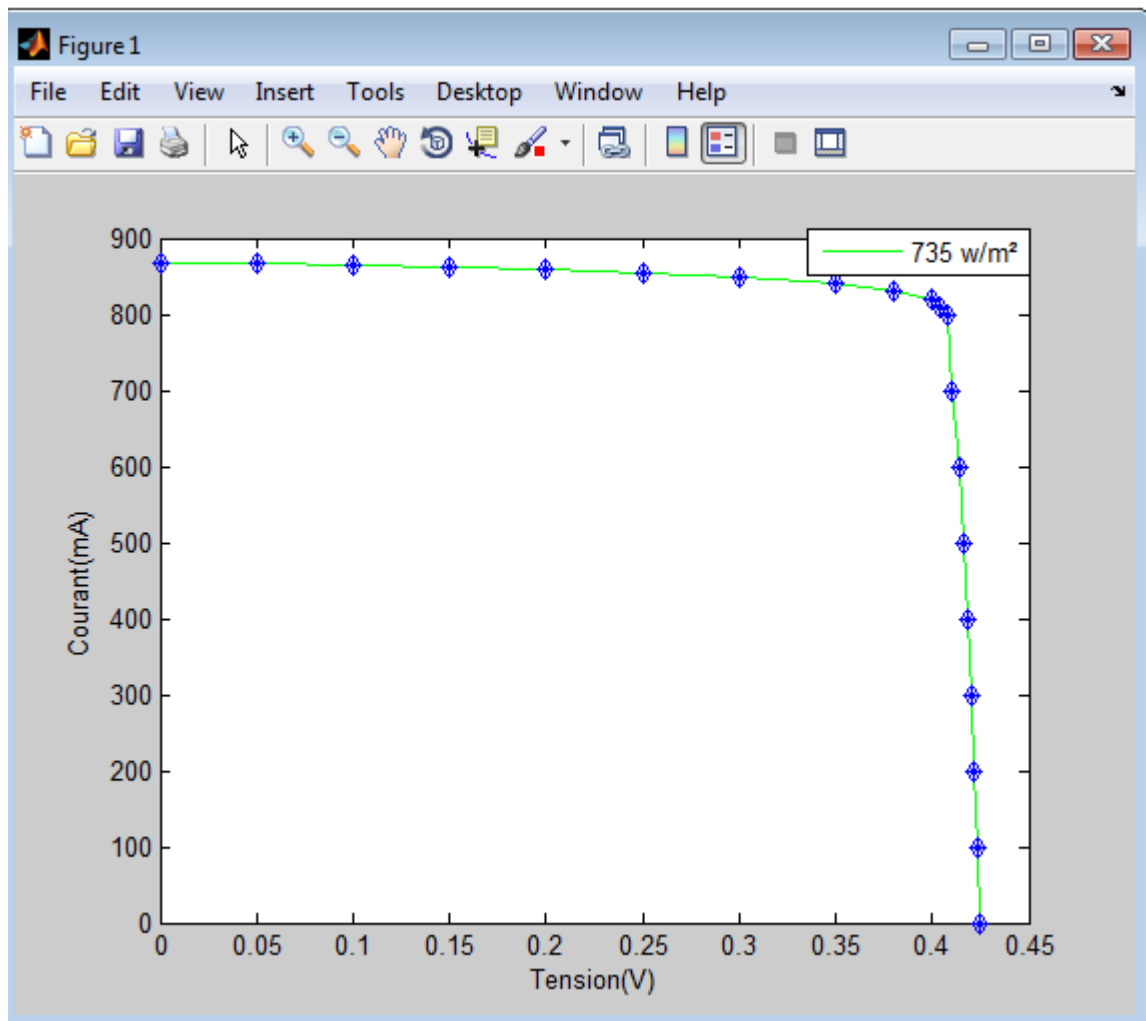 Figure 1
File Edit View Insert Tools Desktop Window Help
735 w/m²
900
800
700
600
500
400
300
200
100
0
Courant(mA)
0 0.05 0.1 0.15 0.2 0.25 0.3 0.35 0.4 0.45
Tension(V)